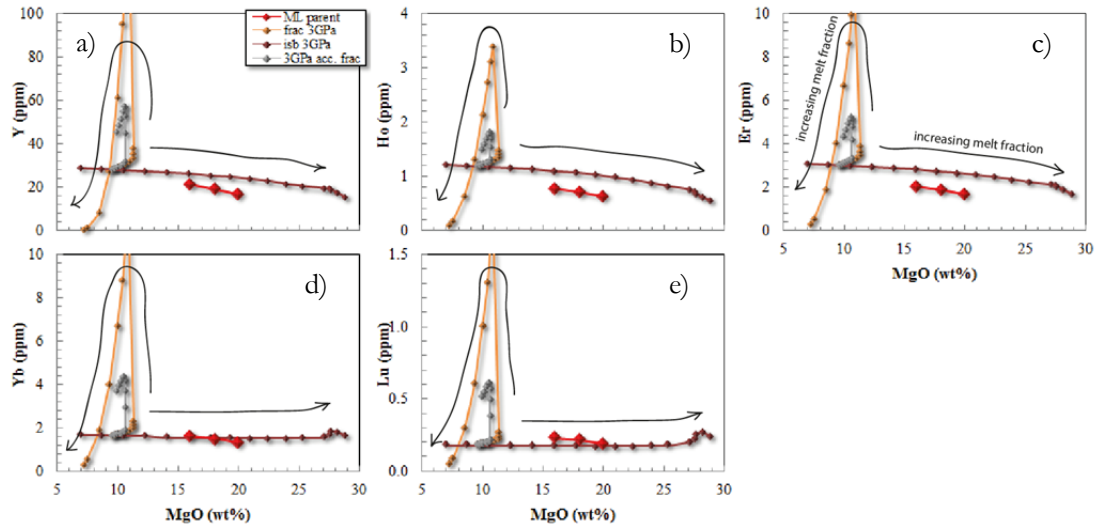 ML parent
frac 3GPa
isb 3GPa
3GPa acc. frac
a)
Y (ppm)
100
80
60
40
20
0
b)
Ho (ppm)
4
3
2
1
0
c)
Er (ppm)
10
8
6
4
2
0
increasing melt fraction
increasing melt fraction
5 10 15 20 25 30
MgO (wt%)
d)
Yb (ppm)
10
8
6
4
2
0
5 10 15 20 25 30
MgO (wt%)
e)
Lu (ppm)
1.5
1.0
0.5
0.0
5 10 15 20 25 30
MgO (wt%)